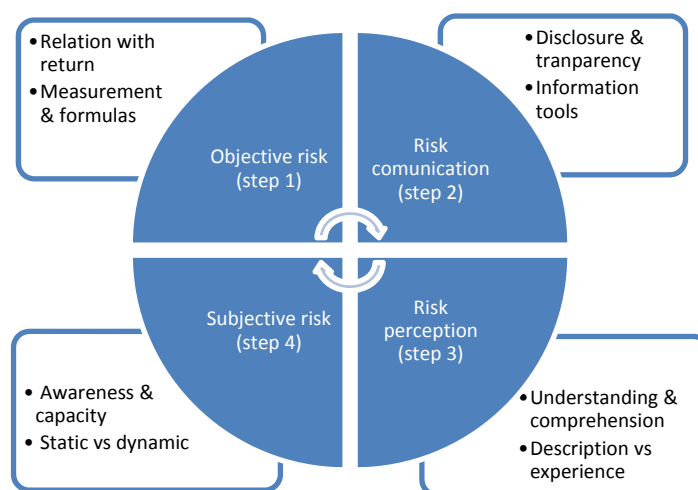 •Relation with
return
•Measurement
& formulas
•Disclosure &
tranparency
•Information
tools
Objective risk
(step 1)
Risk
comunication
(step 2)
Subjective risk
(step 4)
Risk
perception
(step 3)
• Awareness &
capacity
• Static vs dynamic
•Understanding &
comprehension
•Description vs
experience